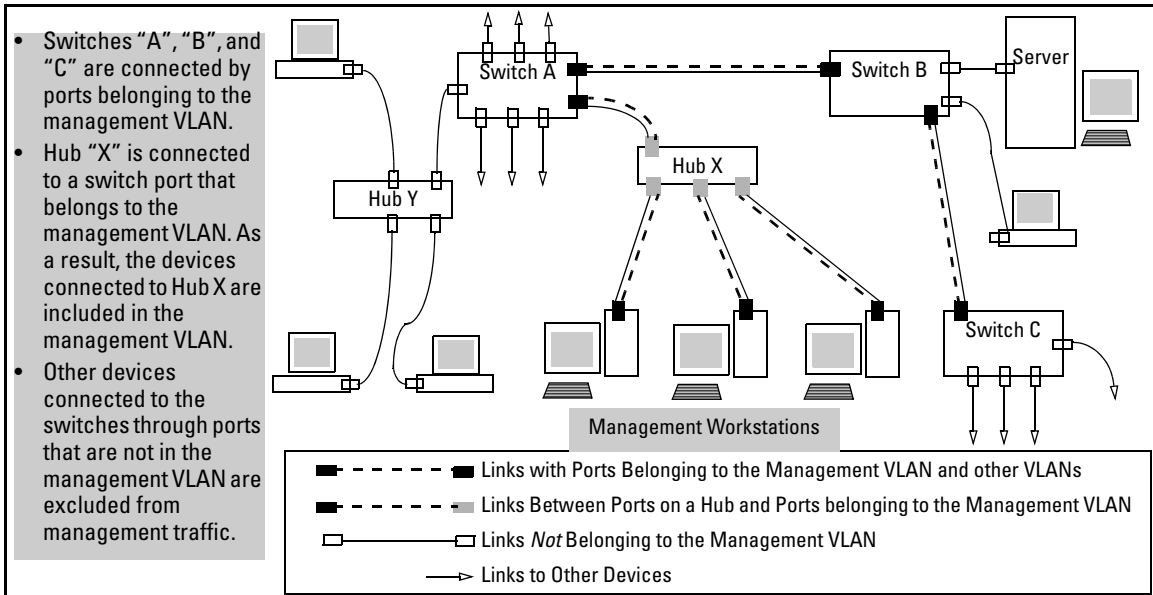 • Switches “A”, “B”, and
“C” are connected by
ports belonging to the
management VLAN.
• Hub “X” is connected
to a switch port that
belongs to the
management VLAN. As
a result, the devices
connected to Hub X are
included in the
management VLAN.
• Other devices
connected to the
switches through ports
that are not in the
management VLAN are
excluded from
management traffic.
Switch A
Switch B
Server
Hub X
Hub Y
Switch C
Management Workstations
Links with Ports Belonging to the Management VLAN and other VLANs
Links Between Ports on a Hub and Ports belonging to the Management VLAN
Links Not Belonging to the Management VLAN
Links to Other Devices